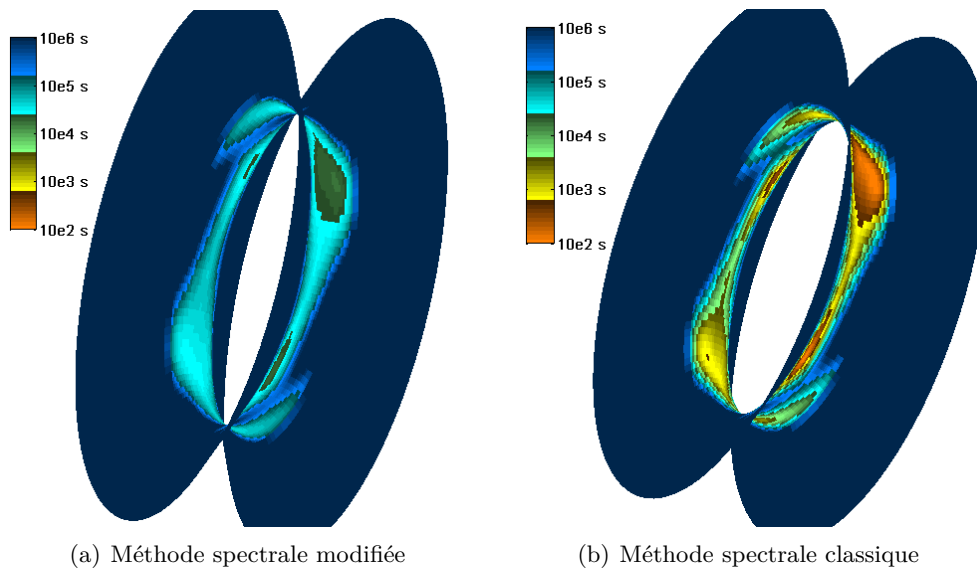 10e6 s
10e5 s
10e4 s
10e3 s
10e2 s
10e6 s
10e5 s
10e4 s
10e3 s
10e2 s
(a) Méthode spectrale modifiée
(b) Méthode spectrale classique